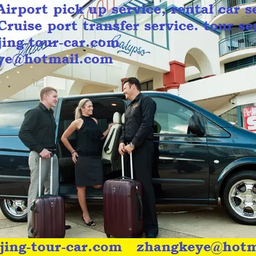 Airport pick up service, rental car se
Cruise port transfer service. tour se
jing-tour-car.com
ye@hotmail.com
Calypso
jing-tour-car.com zhangkeye@hotm